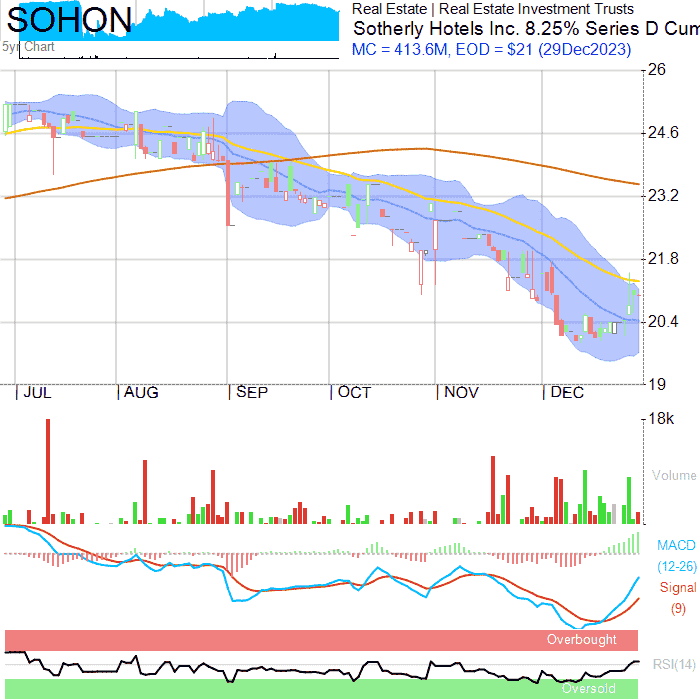 SOHON
Real Estate | Real Estate Investment Trusts
Sotherly Hotels Inc. 8.25% Series D Cum
MC = 413.6M, EOD = $21 (29Dec2023)
5yr Chart
26
24.6
23.2
21.8
20.4
19
JUL AUG SEP OCT NOV DEC
18k
Volume
MACD
(12-26)
Signal
(9)
Overbought
RSI(14)
Oversold